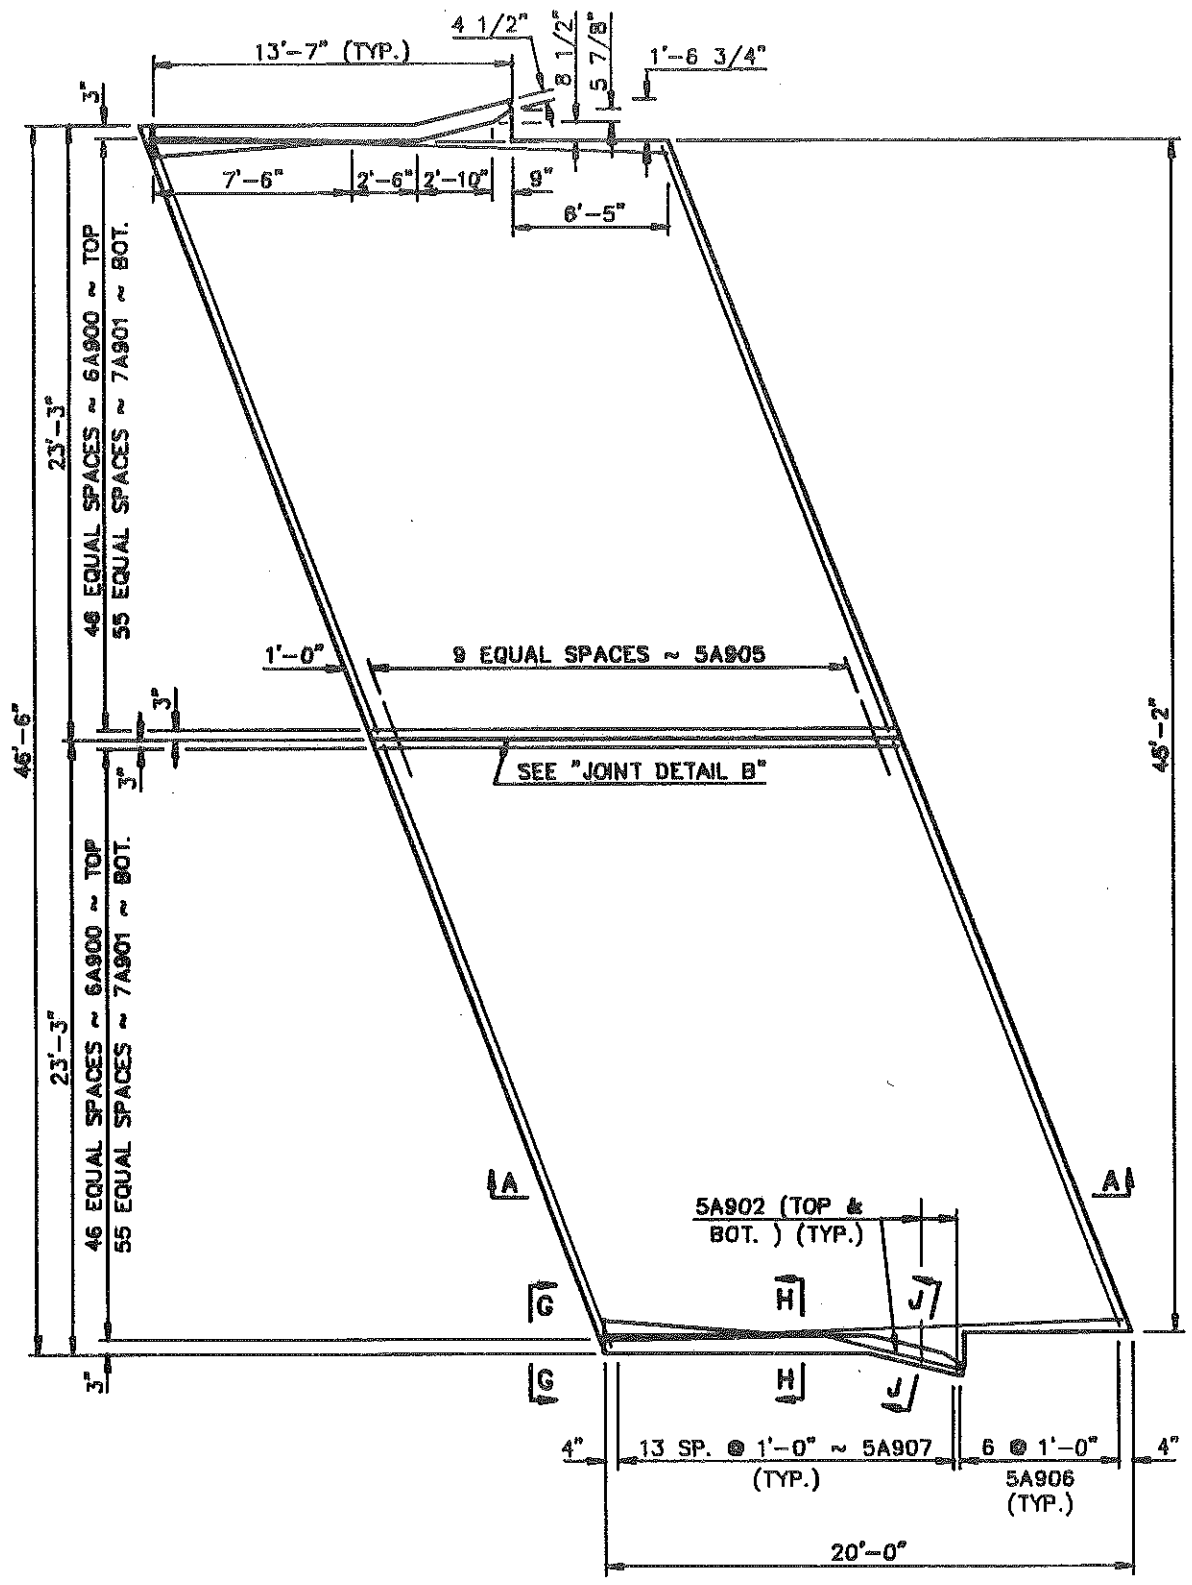 4 1/2"
8 1/2"
5 7/8"
1'-6 3/4"
13'-7" (TYP.)
3"
7'-6"
2'-6"
2'-10"
9"
6'-5"
46 EQUAL SPACES ~ 6A900 ~ TOP
55 EQUAL SPACES ~ 7A901 ~ BOT.
23'-3"
46'-6"
45'-2"
1'-0"
9 EQUAL SPACES ~ 5A905
3"
3"
SEE "JOINT DETAIL B"
46 EQUAL SPACES ~ 6A900 ~ TOP
55 EQUAL SPACES ~ 7A901 ~ BOT.
23'-3"
A
A
5A902 (TOP &
BOT. ) (TYP.)
G
H
J
3"
G
H
J
4"
13 SP. @ 1'-0" ~ 5A907
(TYP.)
6 @ 1'-0"
5A906
(TYP.)
4"
20'-0"